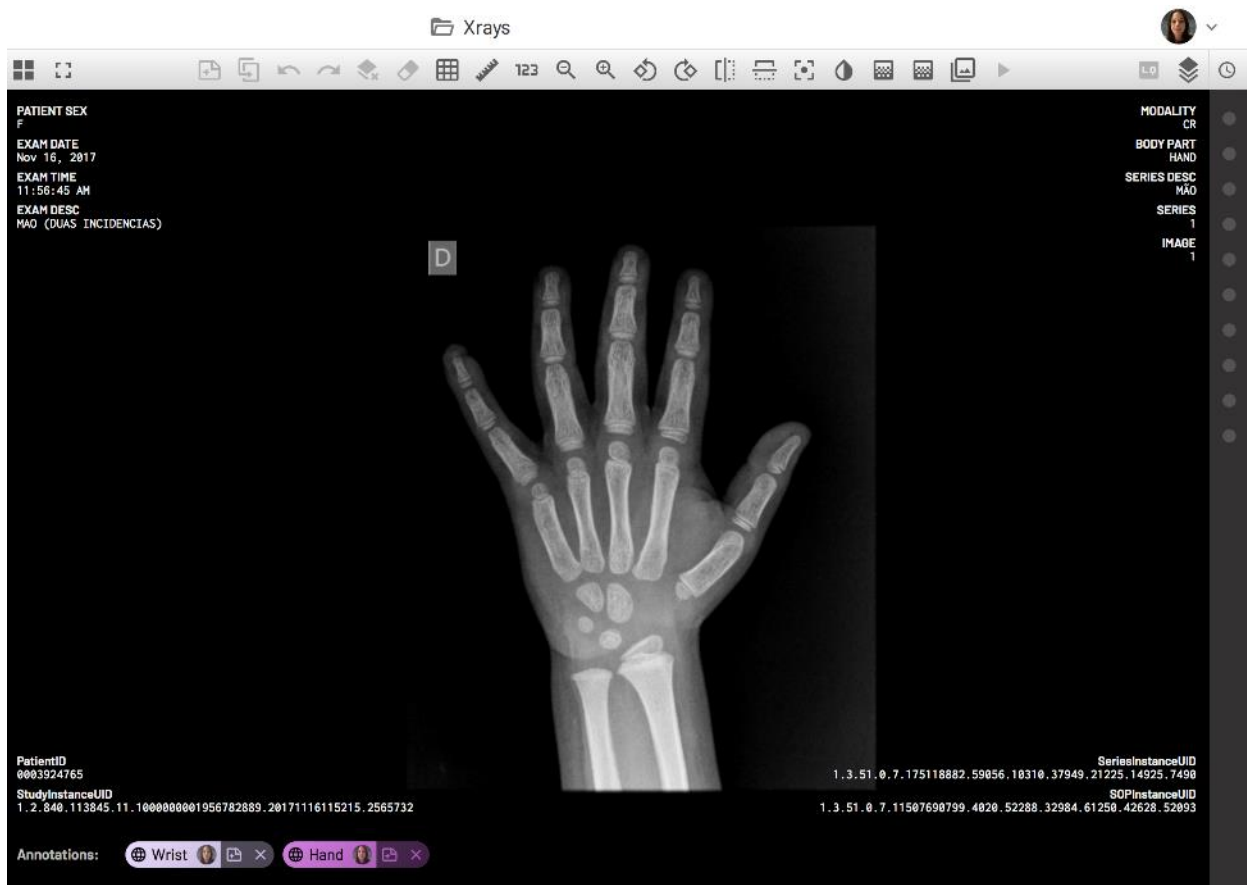 Xrays
123
L.O
PATIENT SEX
F
EXAM DATE
Nov 16, 2017
EXAM TIME
11:56:45 AM
EXAM DESC
MAO (DUAS INCIDENCIAS)
MODALITY
CR
BODY PART
HAND
SERIES DESC
MÃO
SERIES
1
IMAGE
1
D
PatientID
0003924765
StudyInstanceUID
1.2.840.113845.11.1000000001956782889.20171116115215.2565732
SeriesInstanceUID
1.3.51.0.7.175118882.59056.10310.37949.21225.14925.7490
SOPInstanceUID
1.3.51.0.7.11507690799.4020.52288.32984.61250.42628.52093
Annotations:
Wrist
Hand